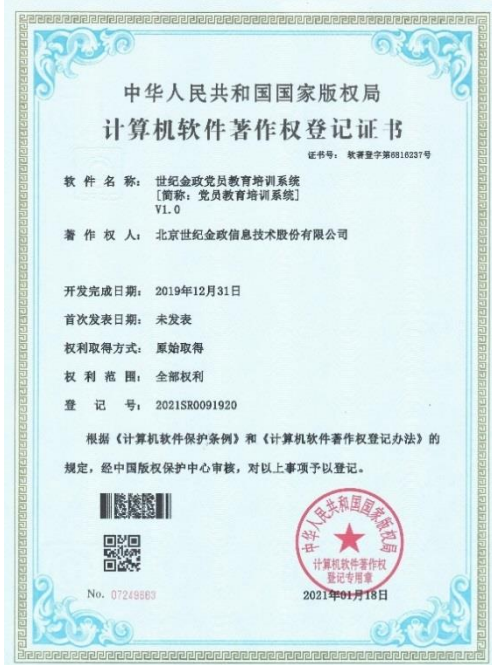 中华人民共和国国家版权局
计算机软件著作权登记证书
证书号： 软著登字第6816237号
软件名称： 世纪金政党员教育培训系统
[简称：党员教育培训系统]
V1.0
著作权人： 北京世纪金政信息技术股份有限公司
开发完成日期： 2019年12月31日
首次发表日期： 未发表
权利取得方式： 原始取得
权利范围： 全部权利
登记号： 2021SR0091920
根据《计算机软件保护条例》和《计算机软件著作权登记办法》的
规定，经中国版权保护中心审核，对以上事项予以登记。
中华人民共和国国家版权局
计算机软件著作权
登记专用章
No. 07249863
2021年01月18日